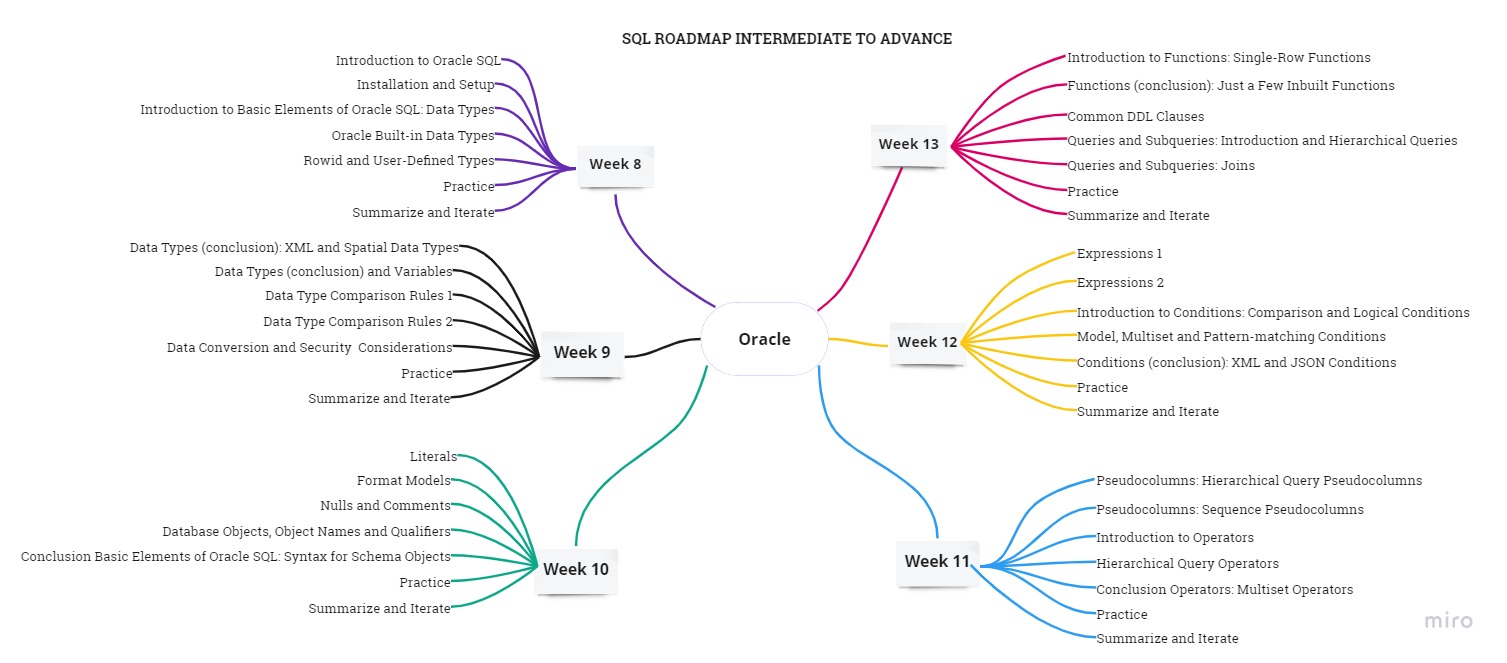 SQL ROADMAP INTERMEDIATE TO ADVANCE
Introduction to Oracle SQL
Installation and Setup
Introduction to Basic Elements of Oracle SQL: Data Types
Oracle Built-in Data Types
Rowid and User-Defined Types
Practice
Summarize and Iterate
Week 8
Data Types (conclusion): XML and Spatial Data Types
Data Types (conclusion) and Variables
Data Type Comparison Rules 1
Data Type Comparison Rules 2
Data Conversion and Security Considerations
Practice
Summarize and Iterate
Week 9
Literals
Format Models
Nulls and Comments
Database Objects, Object Names and Qualifiers
Conclusion Basic Elements of Oracle SQL: Syntax for Schema Objects
Practice
Summarize and Iterate
Week 10
Oracle
Week 13
Introduction to Functions: Single-Row Functions
Functions (conclusion): Just a Few Inbuilt Functions
Common DDL Clauses
Queries and Subqueries: Introduction and Hierarchical Queries
Queries and Subqueries: Joins
Practice
Summarize and Iterate
Week 12
Expressions 1
Expressions 2
Introduction to Conditions: Comparison and Logical Conditions
Model, Multiset and Pattern-matching Conditions
Conditions (conclusion): XML and JSON Conditions
Practice
Summarize and Iterate
Week 11
Pseudocolumns: Hierarchical Query Pseudocolumns
Pseudocolumns: Sequence Pseudocolumns
Introduction to Operators
Hierarchical Query Operators
Conclusion Operators: Multiset Operators
Practice
Summarize and Iterate
miro